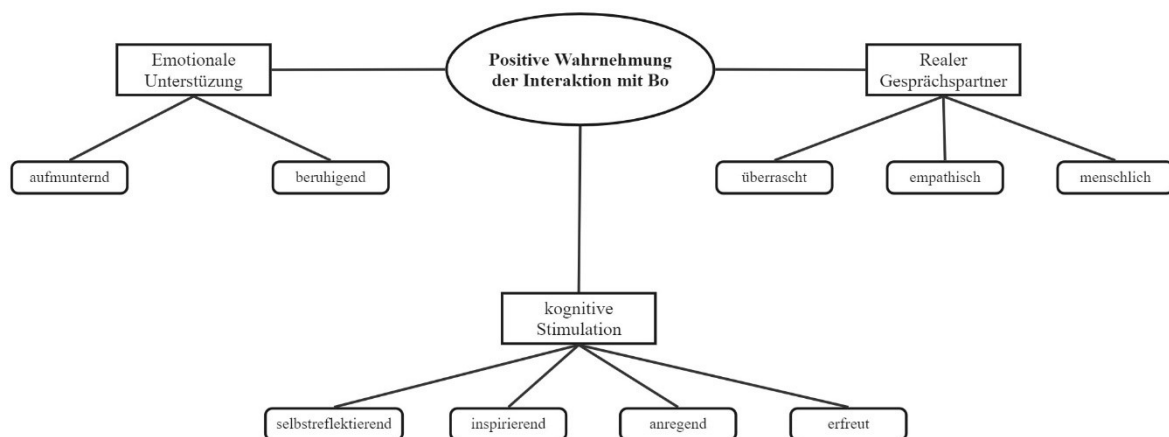 Emotionale
Unterstüzung
Positive Wahrnehmung
der Interaktion mit Bo
Realer
Gesprächspartner
aufmunternd
beruhigend
überrascht
empathisch
menschlich
kognitive
Stimulation
selbstreflektierend
inspirierend
anregend
erfreut